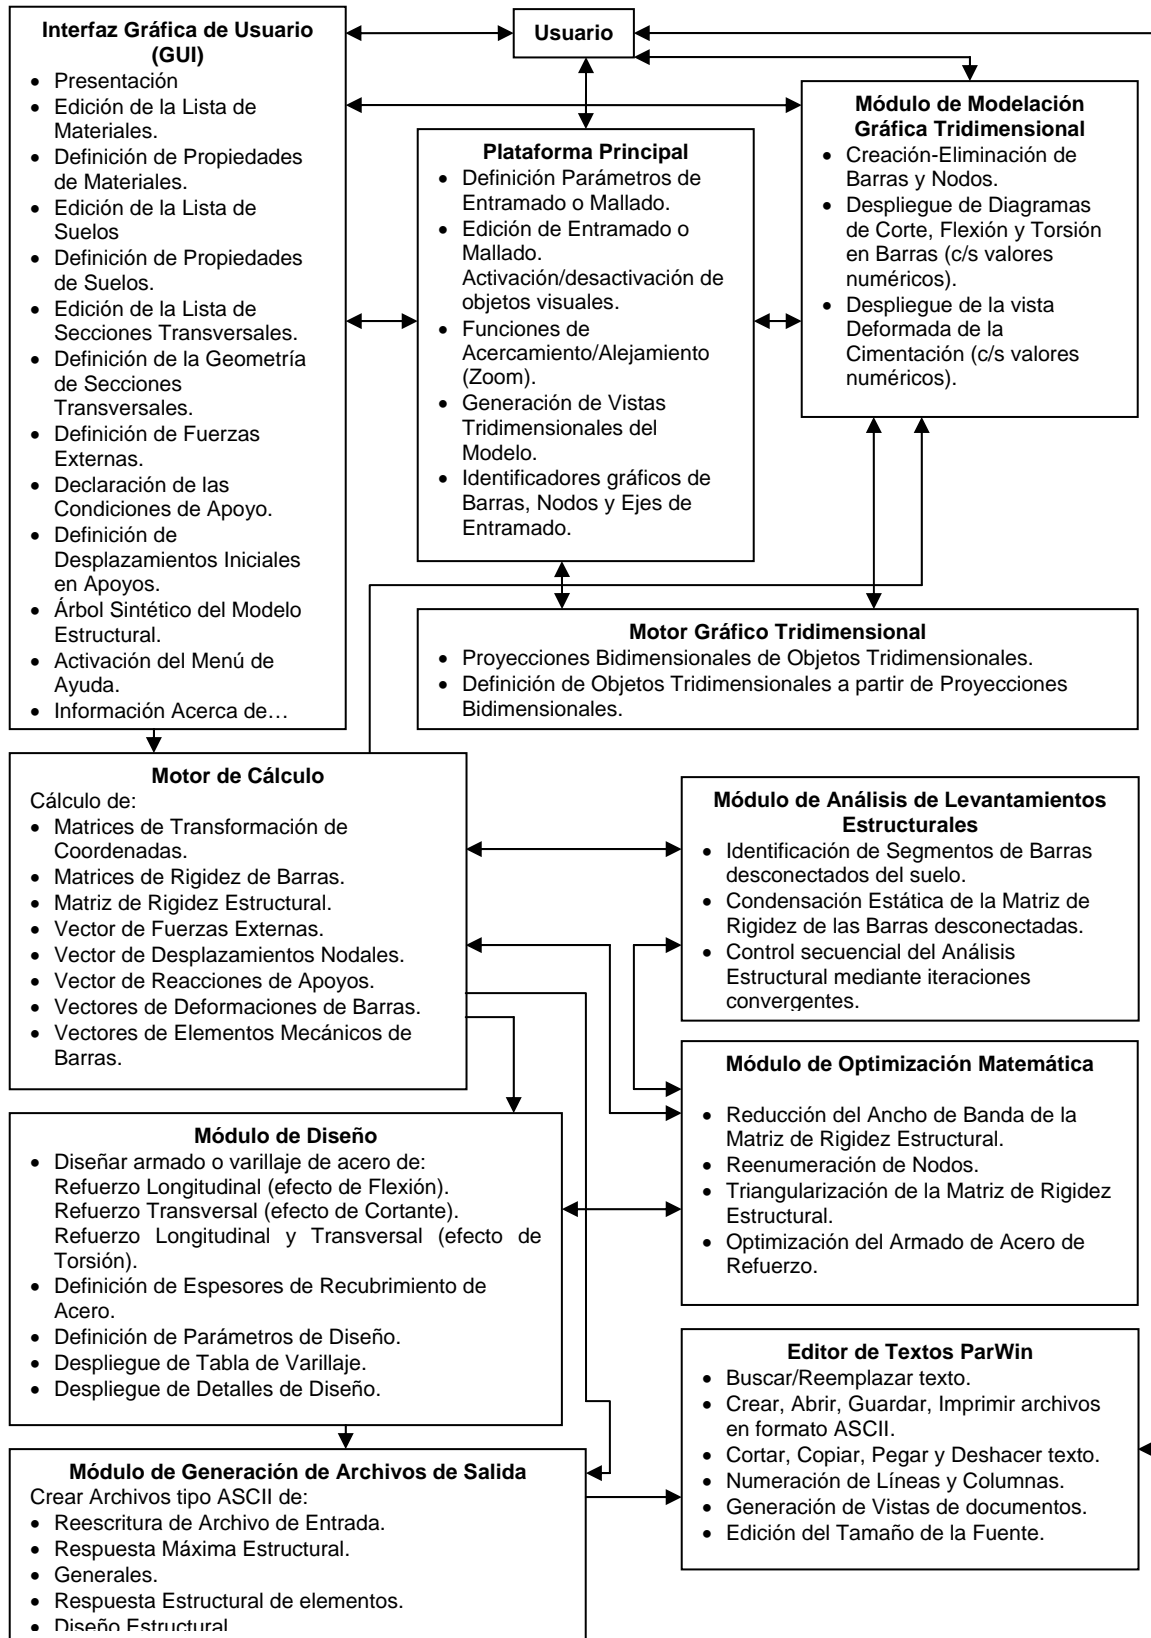 Interfaz Gráfica de Usuario
(GUI)
• Presentación
• Edición de la Lista de
Materiales.
• Definición de Propiedades
de Materiales.
• Edición de la Lista de
Suelos
• Definición de Propiedades
de Suelos.
• Edición de la Lista de
Secciones Transversales.
• Definición de la Geometría
de Secciones
Transversales.
• Definición de Fuerzas
Externas.
• Declaración de las
Condiciones de Apoyo.
• Definición de
Desplazamientos Iniciales
en Apoyos.
• Árbol Sintético del Modelo
Estructural.
• Activación del Menú de
Ayuda.
• Información Acerca de…
Usuario
Plataforma Principal
• Definición Parámetros de
Entramado o Mallado.
• Edición de Entramado o
Mallado.
Activación/desactivación de
objetos visuales.
• Funciones de
Acercamiento/Alejamiento
(Zoom).
• Generación de Vistas
Tridimensionales del
Modelo.
• Identificadores gráficos de
Barras, Nodos y Ejes de
Entramado.
Módulo de Modelación
Gráfica Tridimensional
• Creación-Eliminación de
Barras y Nodos.
• Despliegue de Diagramas
de Corte, Flexión y Torsión
en Barras (c/s valores
numéricos).
• Despliegue de la vista
Deformada de la
Cimentación (c/s valores
numéricos).
Motor Gráfico Tridimensional
• Proyecciones Bidimensionales de Objetos Tridimensionales.
• Definición de Objetos Tridimensionales a partir de Proyecciones
Bidimensionales.
Motor de Cálculo
Cálculo de:
• Matrices de Transformación de
Coordenadas.
• Matrices de Rigidez de Barras.
• Matriz de Rigidez Estructural.
• Vector de Fuerzas Externas.
• Vector de Desplazamientos Nodales.
• Vector de Reacciones de Apoyos.
• Vectores de Deformaciones de Barras.
• Vectores de Elementos Mecánicos de
Barras.
Módulo de Análisis de Levantamientos
Estructurales
• Identificación de Segmentos de Barras
desconectados del suelo.
• Condensación Estática de la Matriz de
Rigidez de las Barras desconectadas.
• Control secuencial del Análisis
Estructural mediante iteraciones
convergentes.
Módulo de Optimización Matemática
• Reducción del Ancho de Banda de la
Matriz de Rigidez Estructural.
• Reenumeración de Nodos.
• Triangularización de la Matriz de Rigidez
Estructural.
• Optimización del Armado de Acero de
Refuerzo.
Módulo de Diseño
• Diseñar armado o varillaje de acero de:
Refuerzo Longitudinal (efecto de Flexión).
Refuerzo Transversal (efecto de Cortante).
Refuerzo Longitudinal y Transversal (efecto de
Torsión).
• Definición de Espesores de Recubrimiento de
Acero.
• Definición de Parámetros de Diseño.
• Despliegue de Tabla de Varillaje.
• Despliegue de Detalles de Diseño.
Editor de Textos ParWin
• Buscar/Reemplazar texto.
• Crear, Abrir, Guardar, Imprimir archivos
en formato ASCII.
• Cortar, Copiar, Pegar y Deshacer texto.
• Numeración de Líneas y Columnas.
• Generación de Vistas de documentos.
• Edición del Tamaño de la Fuente.
Módulo de Generación de Archivos de Salida
Crear Archivos tipo ASCII de:
• Reescritura de Archivo de Entrada.
• Respuesta Máxima Estructural.
• Generales.
• Respuesta Estructural de elementos.
• Diseño Estructural